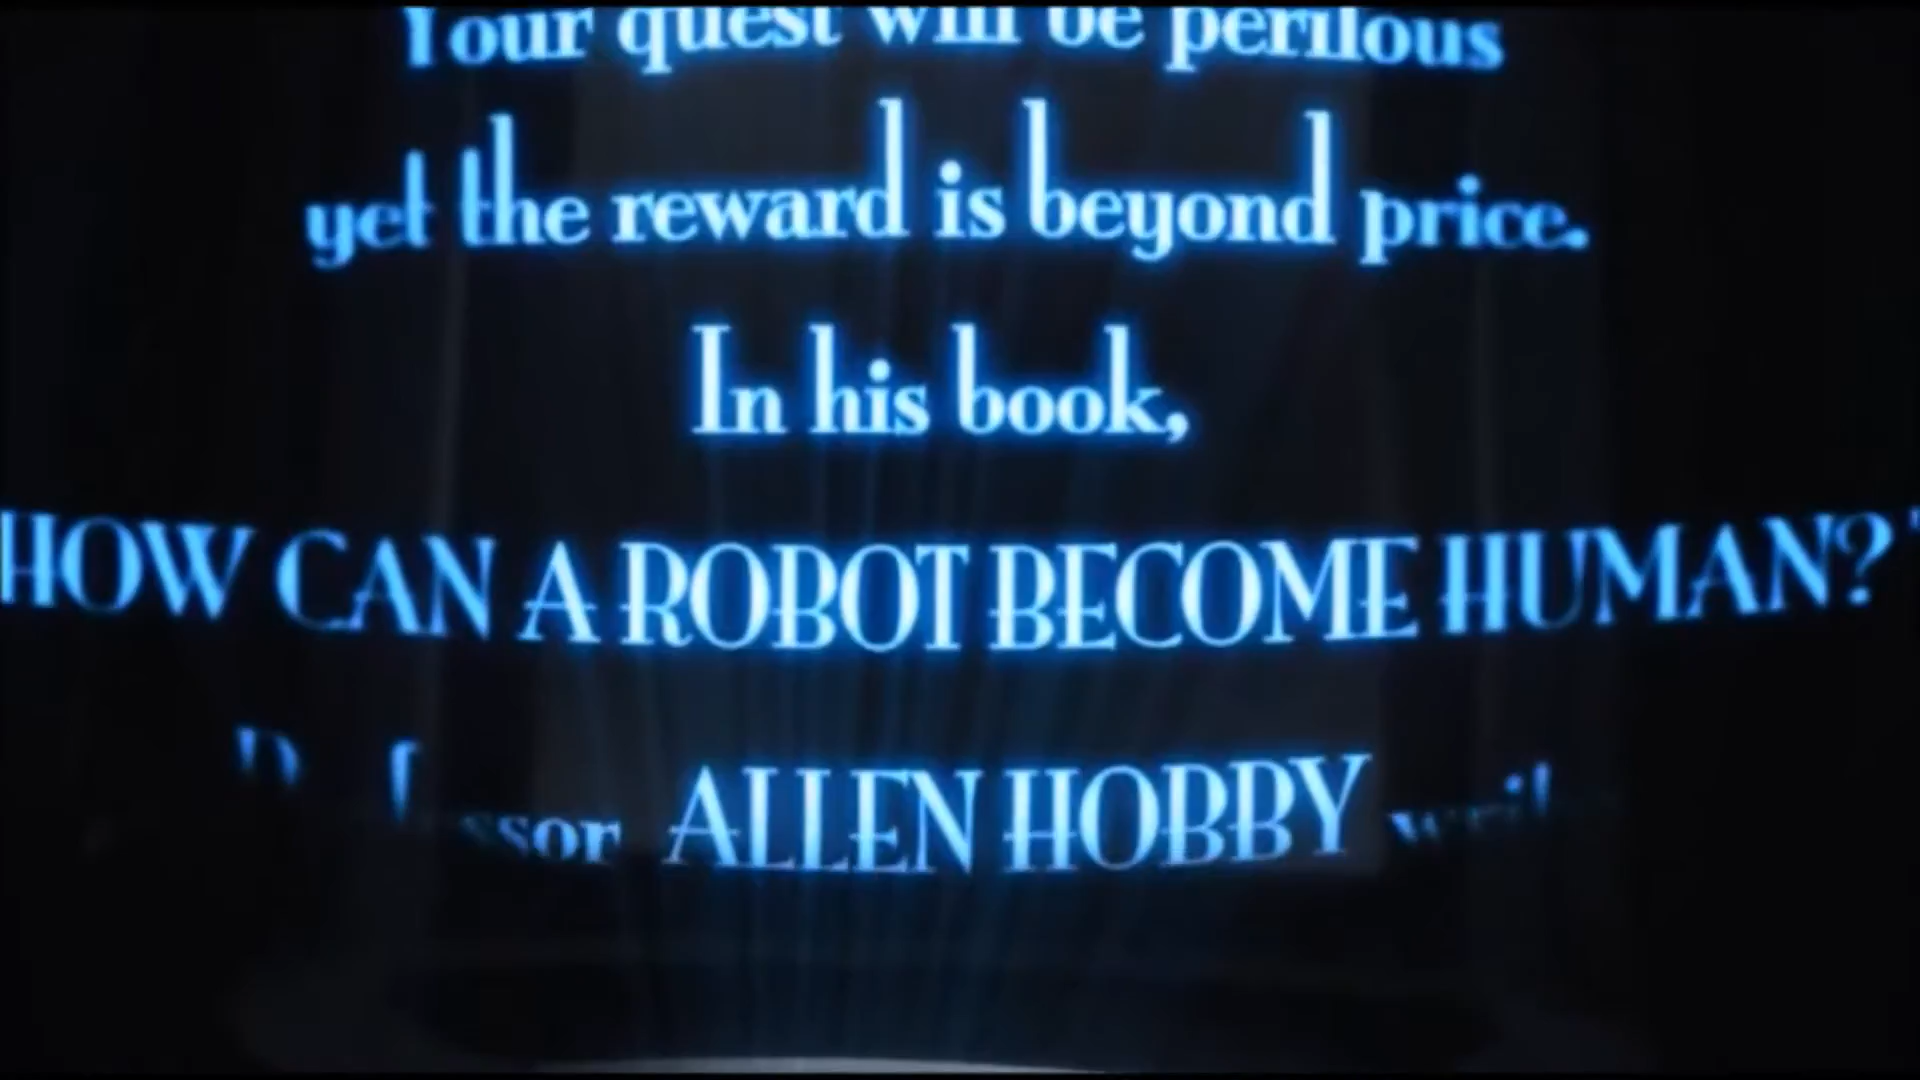 Your quest will be perilous
yet the reward is beyond price.
In his book,
HOW CAN A ROBOT BECOME HUMAN?'
ALLEN HOBBY